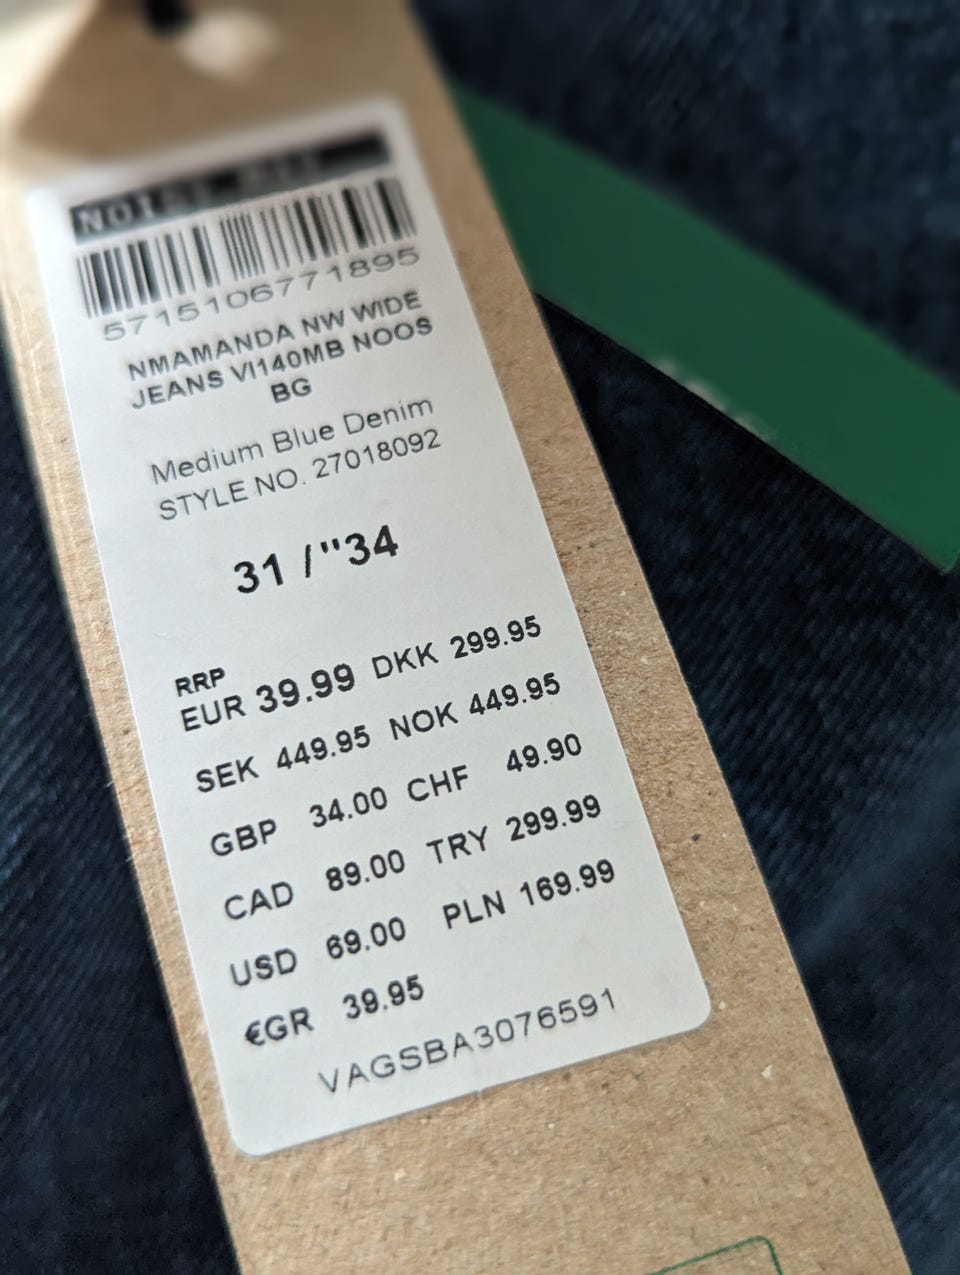 NOISY MAY
5715106771895
NMAMANDA NW WIDE
JEANS VI140MB NOOS
BG
Medium Blue Denim
STYLE NO. 27018092
31 /"34
RRP
EUR 39.99 DKK 299.95
SEK 449.95 NOK 449.95
GBP 34.00 CHF 49.90
CAD 89.00 TRY 299.99
USD 69.00 PLN 169.99
€GR 39.95
VAGSBA3076591